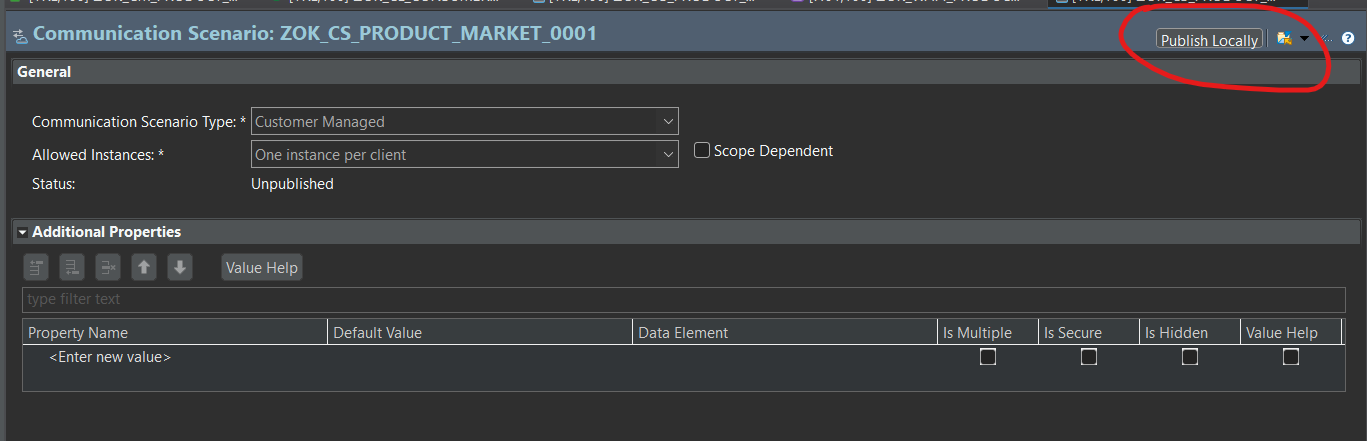 Communication Scenario: ZOK_CS_PRODUCT_MARKET_0001
Publish Locally
General
Communication Scenario Type: * Customer Managed
Allowed Instances: * One instance per client Scope Dependent
Status: Unpublished
Additional Properties
Value Help
type filter text
Property Name Default Value Data Element Is Multiple Is Secure Is Hidden Value Help
<Enter new value>